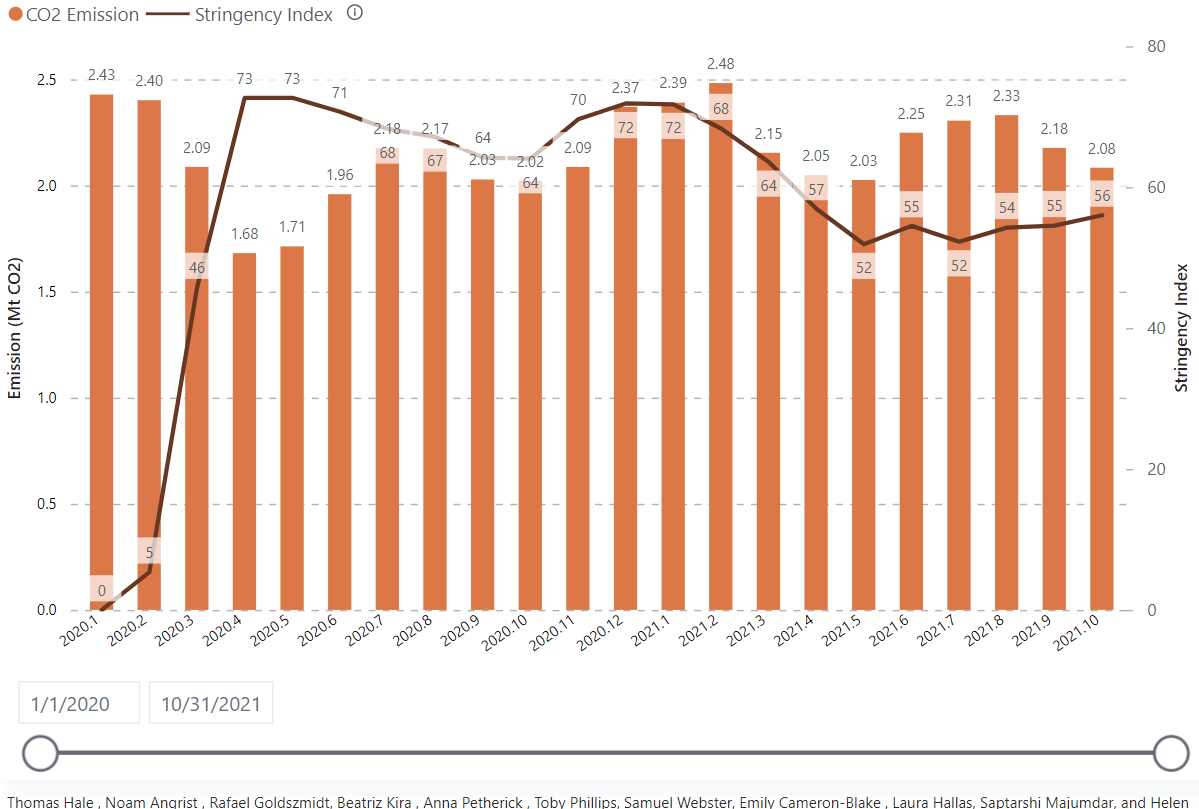 CO2 Emission Stringency Index
80
2.43 2.40 2.09 1.68 1.71 1.96 2.18 2.17 2.03 2.02 2.09 2.37 2.39 2.48 2.15 2.05 2.03 2.25 2.31 2.33 2.18 2.08
0 5 46 73 73 71 68 67 64 64 70 72 72 68 64 57 52 55 52 54 55 56
2.5
2.0
60
1.5
40
1.0
20
0.5
0.0
0
Emission (Mt CO2)
Stringency Index
2020.1 2020.2 2020.3 2020.4 2020.5 2020.6 2020.7 2020.8 2020.9 2020.10 2020.11 2020.12 2021.1 2021.2 2021.3 2021.4 2021.5 2021.6 2021.7 2021.8 2021.9 2021.10
1/1/2020 10/31/2021
Thomas Hale , Noam Angrist , Rafael Goldszmidt, Beatriz Kira , Anna Petherick , Toby Phillips, Samuel Webster, Emily Cameron-Blake , Laura Hallas, Saptarshi Majumdar, and Helen